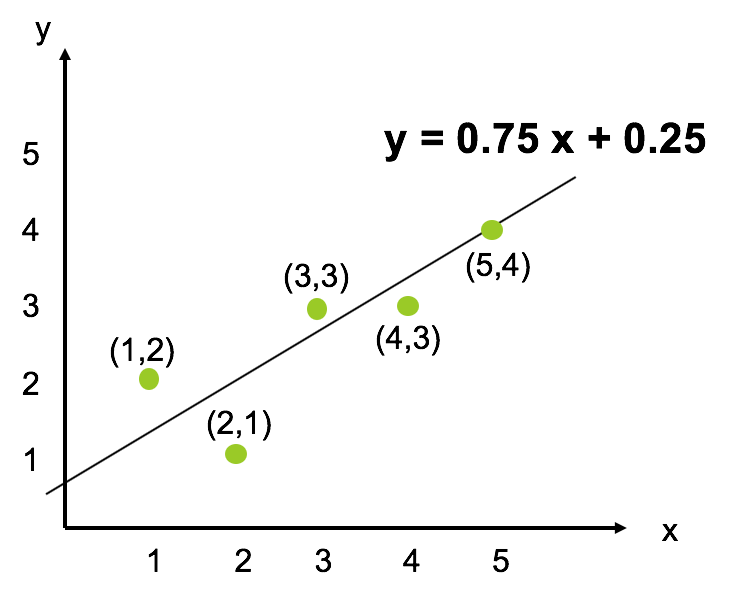 y
y = 0.75 x + 0.25
5
4
(5,4)
(3,3)
3
(4,3)
(1,2)
2
(2,1)
1
x
1 2 3 4 5